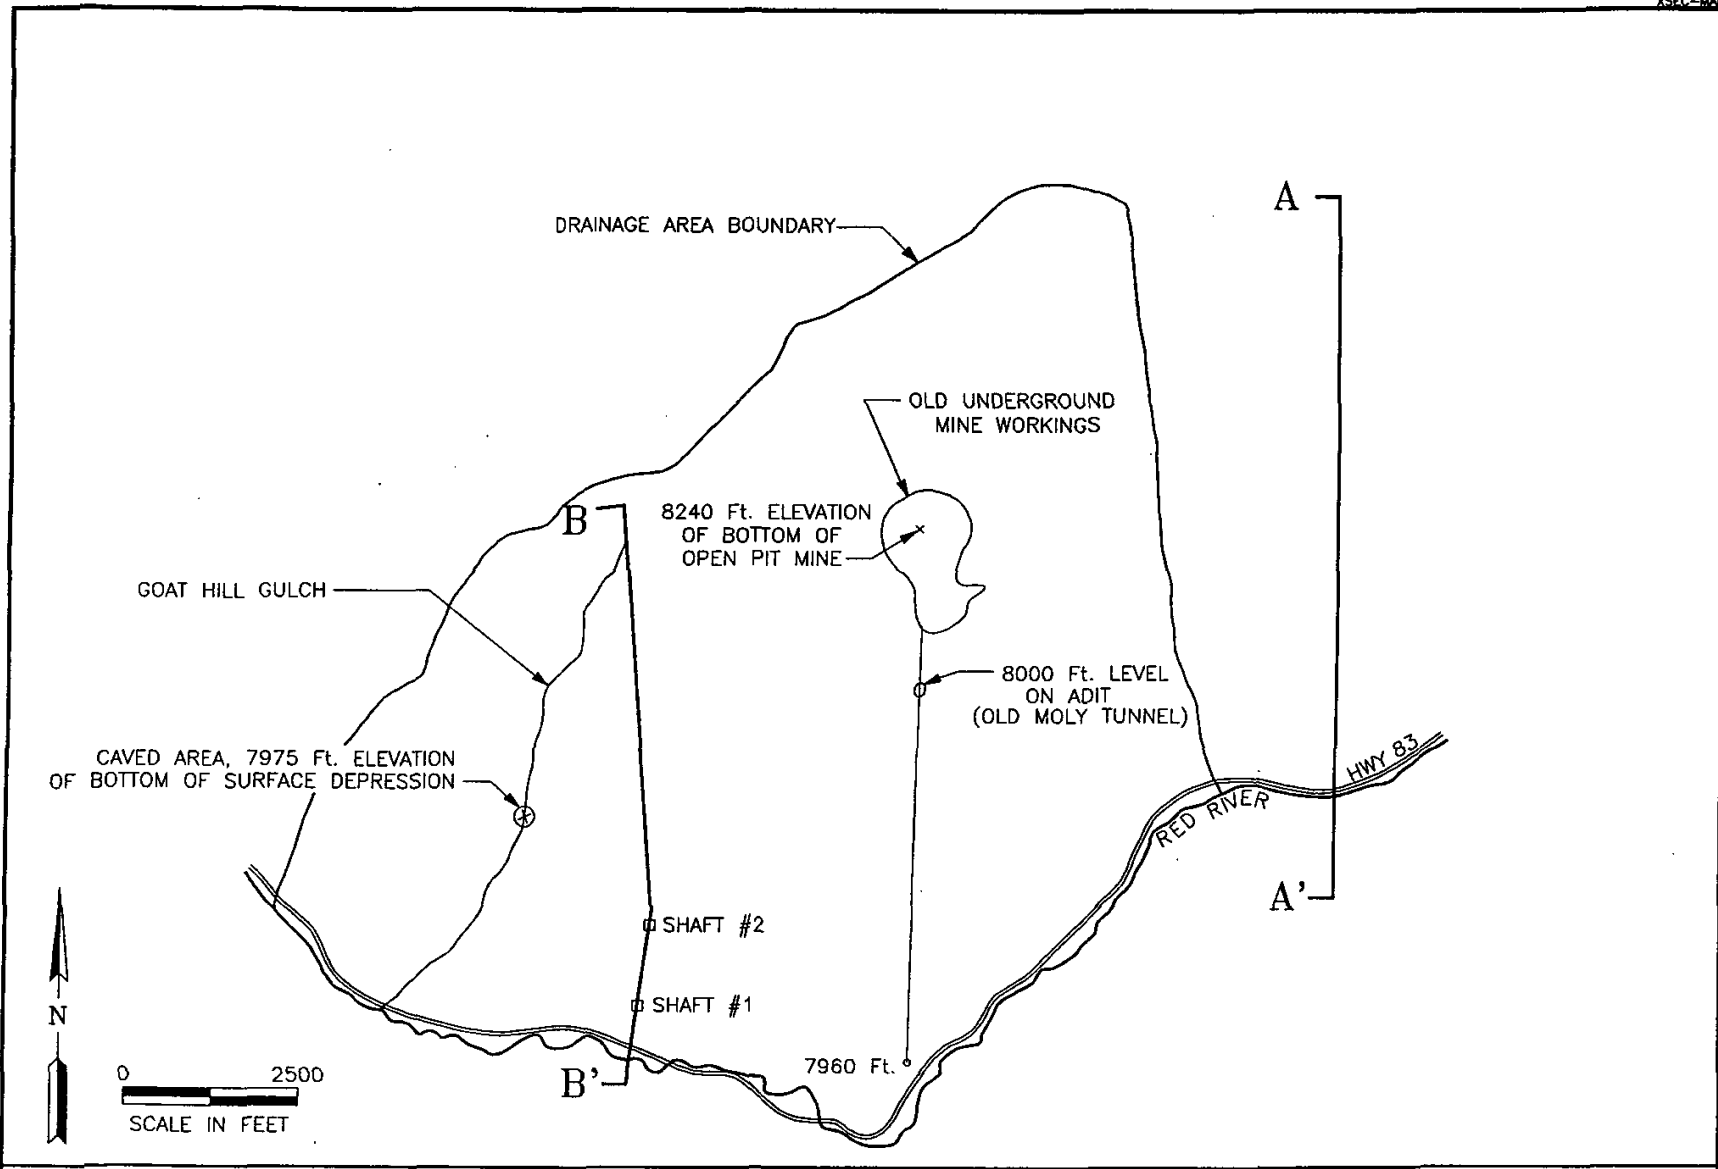 DRAINAGE AREA BOUNDARY
A
OLD UNDERGROUND
MINE WORKINGS
B
8240 Ft. ELEVATION
OF BOTTOM OF
OPEN PIT MINE
GOAT HILL GULCH
8000 Ft. LEVEL
ON ADIT
(OLD MOLY TUNNEL)
CAVED AREA, 7975 Ft. ELEVATION
OF BOTTOM OF SURFACE DEPRESSION
HWY 83
RED RIVER
A'
SHAFT #2
SHAFT #1
N
7960 Ft.
B'
0 2500
SCALE IN FEET